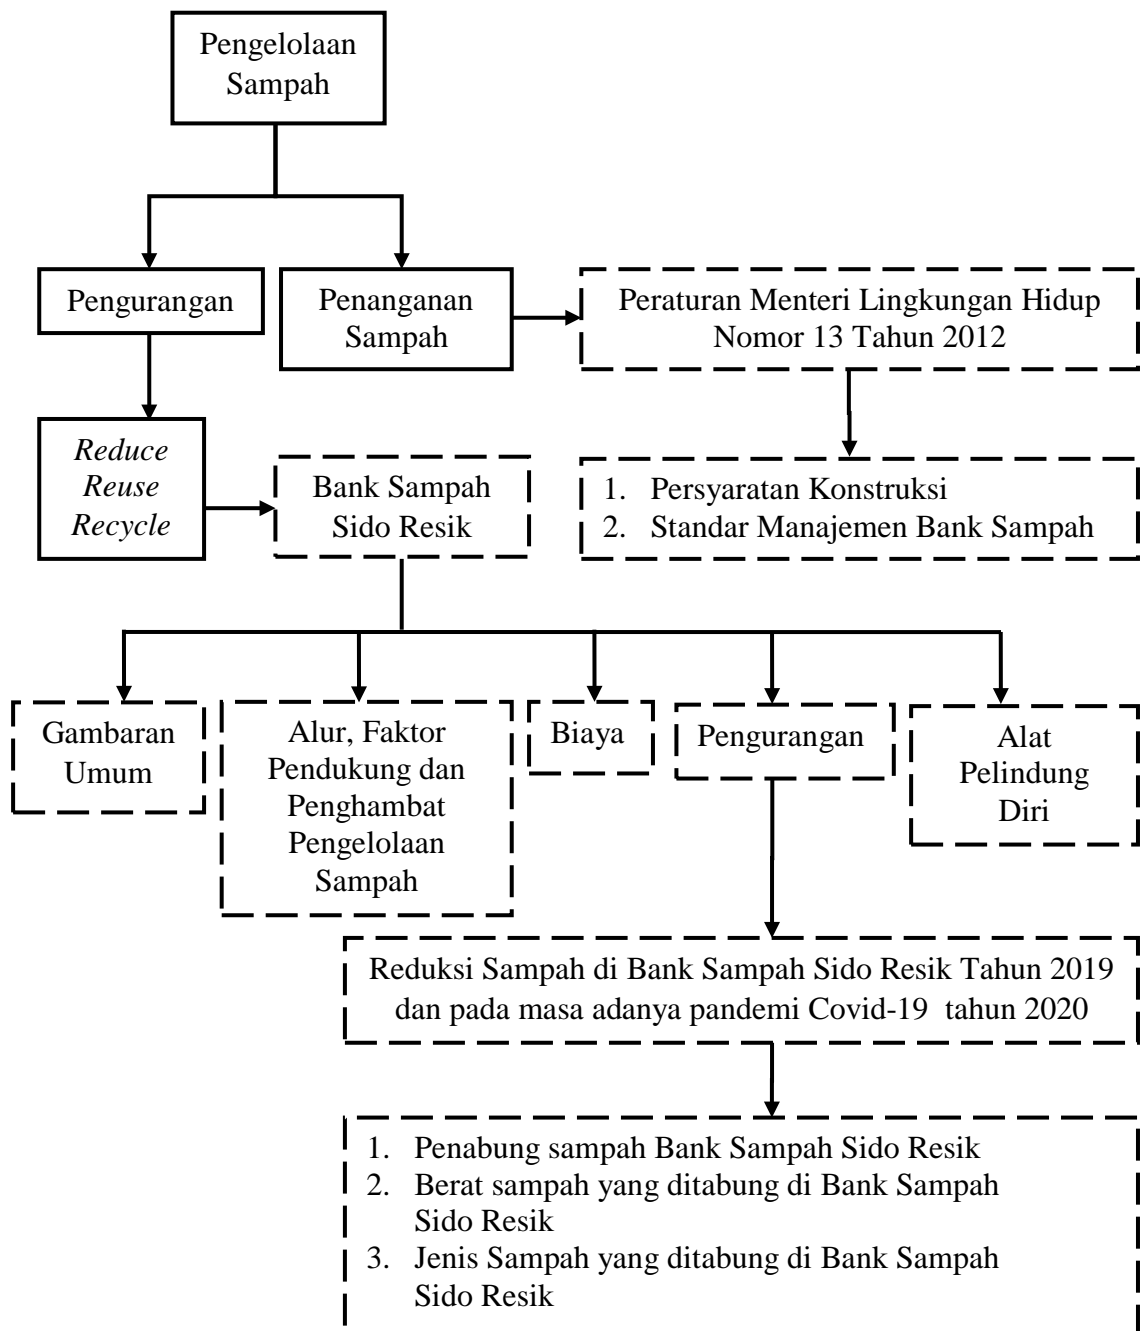 Pengelolaan
Sampah
Pengurangan
Penanganan
Sampah
Peraturan Menteri Lingkungan Hidup
Nomor 13 Tahun 2012
Reduce
Reuse
Recycle
Bank Sampah
Sido Resik
1. Persyaratan Konstruksi
2. Standar Manajemen Bank Sampah
Gambaran
Umum
Alur, Faktor
Pendukung dan
Penghambat
Pengelolaan
Sampah
Biaya
Pengurangan
Alat
Pelindung
Diri
Reduksi Sampah di Bank Sampah Sido Resik Tahun 2019
dan pada masa adanya pandemi Covid-19 tahun 2020
1. Penabung sampah Bank Sampah Sido Resik
2. Berat sampah yang ditabung di Bank Sampah
Sido Resik
3. Jenis Sampah yang ditabung di Bank Sampah
Sido Resik